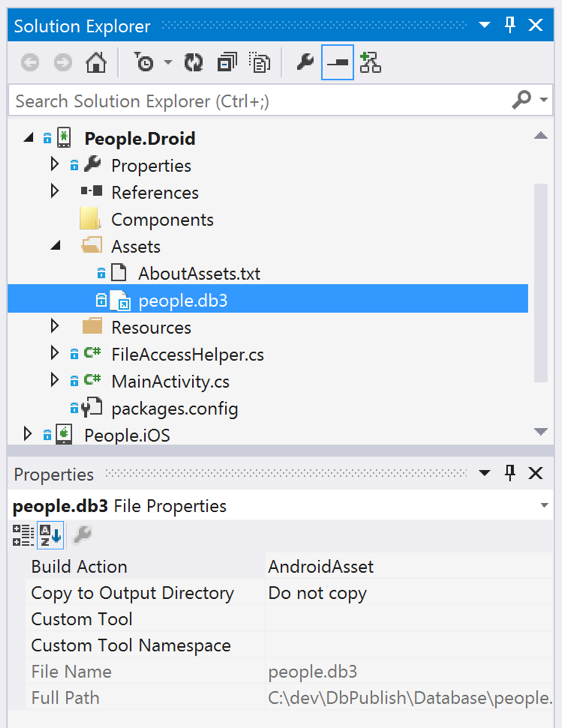 Solution Explorer
Search Solution Explorer (Ctrl+;)
People.Droid
Properties
References
Components
Assets
AboutAssets.txt
people.db3
Resources
C# FileAccessHelper.cs
C# MainActivity.cs
packages.config
People.iOS
Properties
people.db3 File Properties
Build Action AndroidAsset
Copy to Output Directory Do not copy
Custom Tool
Custom Tool Namespace
File Name people.db3
Full Path C:\dev\DbPublish\Database\people.